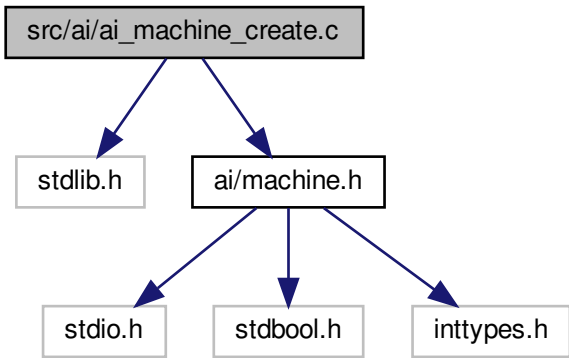 src/ai/ai_machine_create.c
stdlib.h
ai/machine.h
stdio.h
stdbool.h
inttypes.h